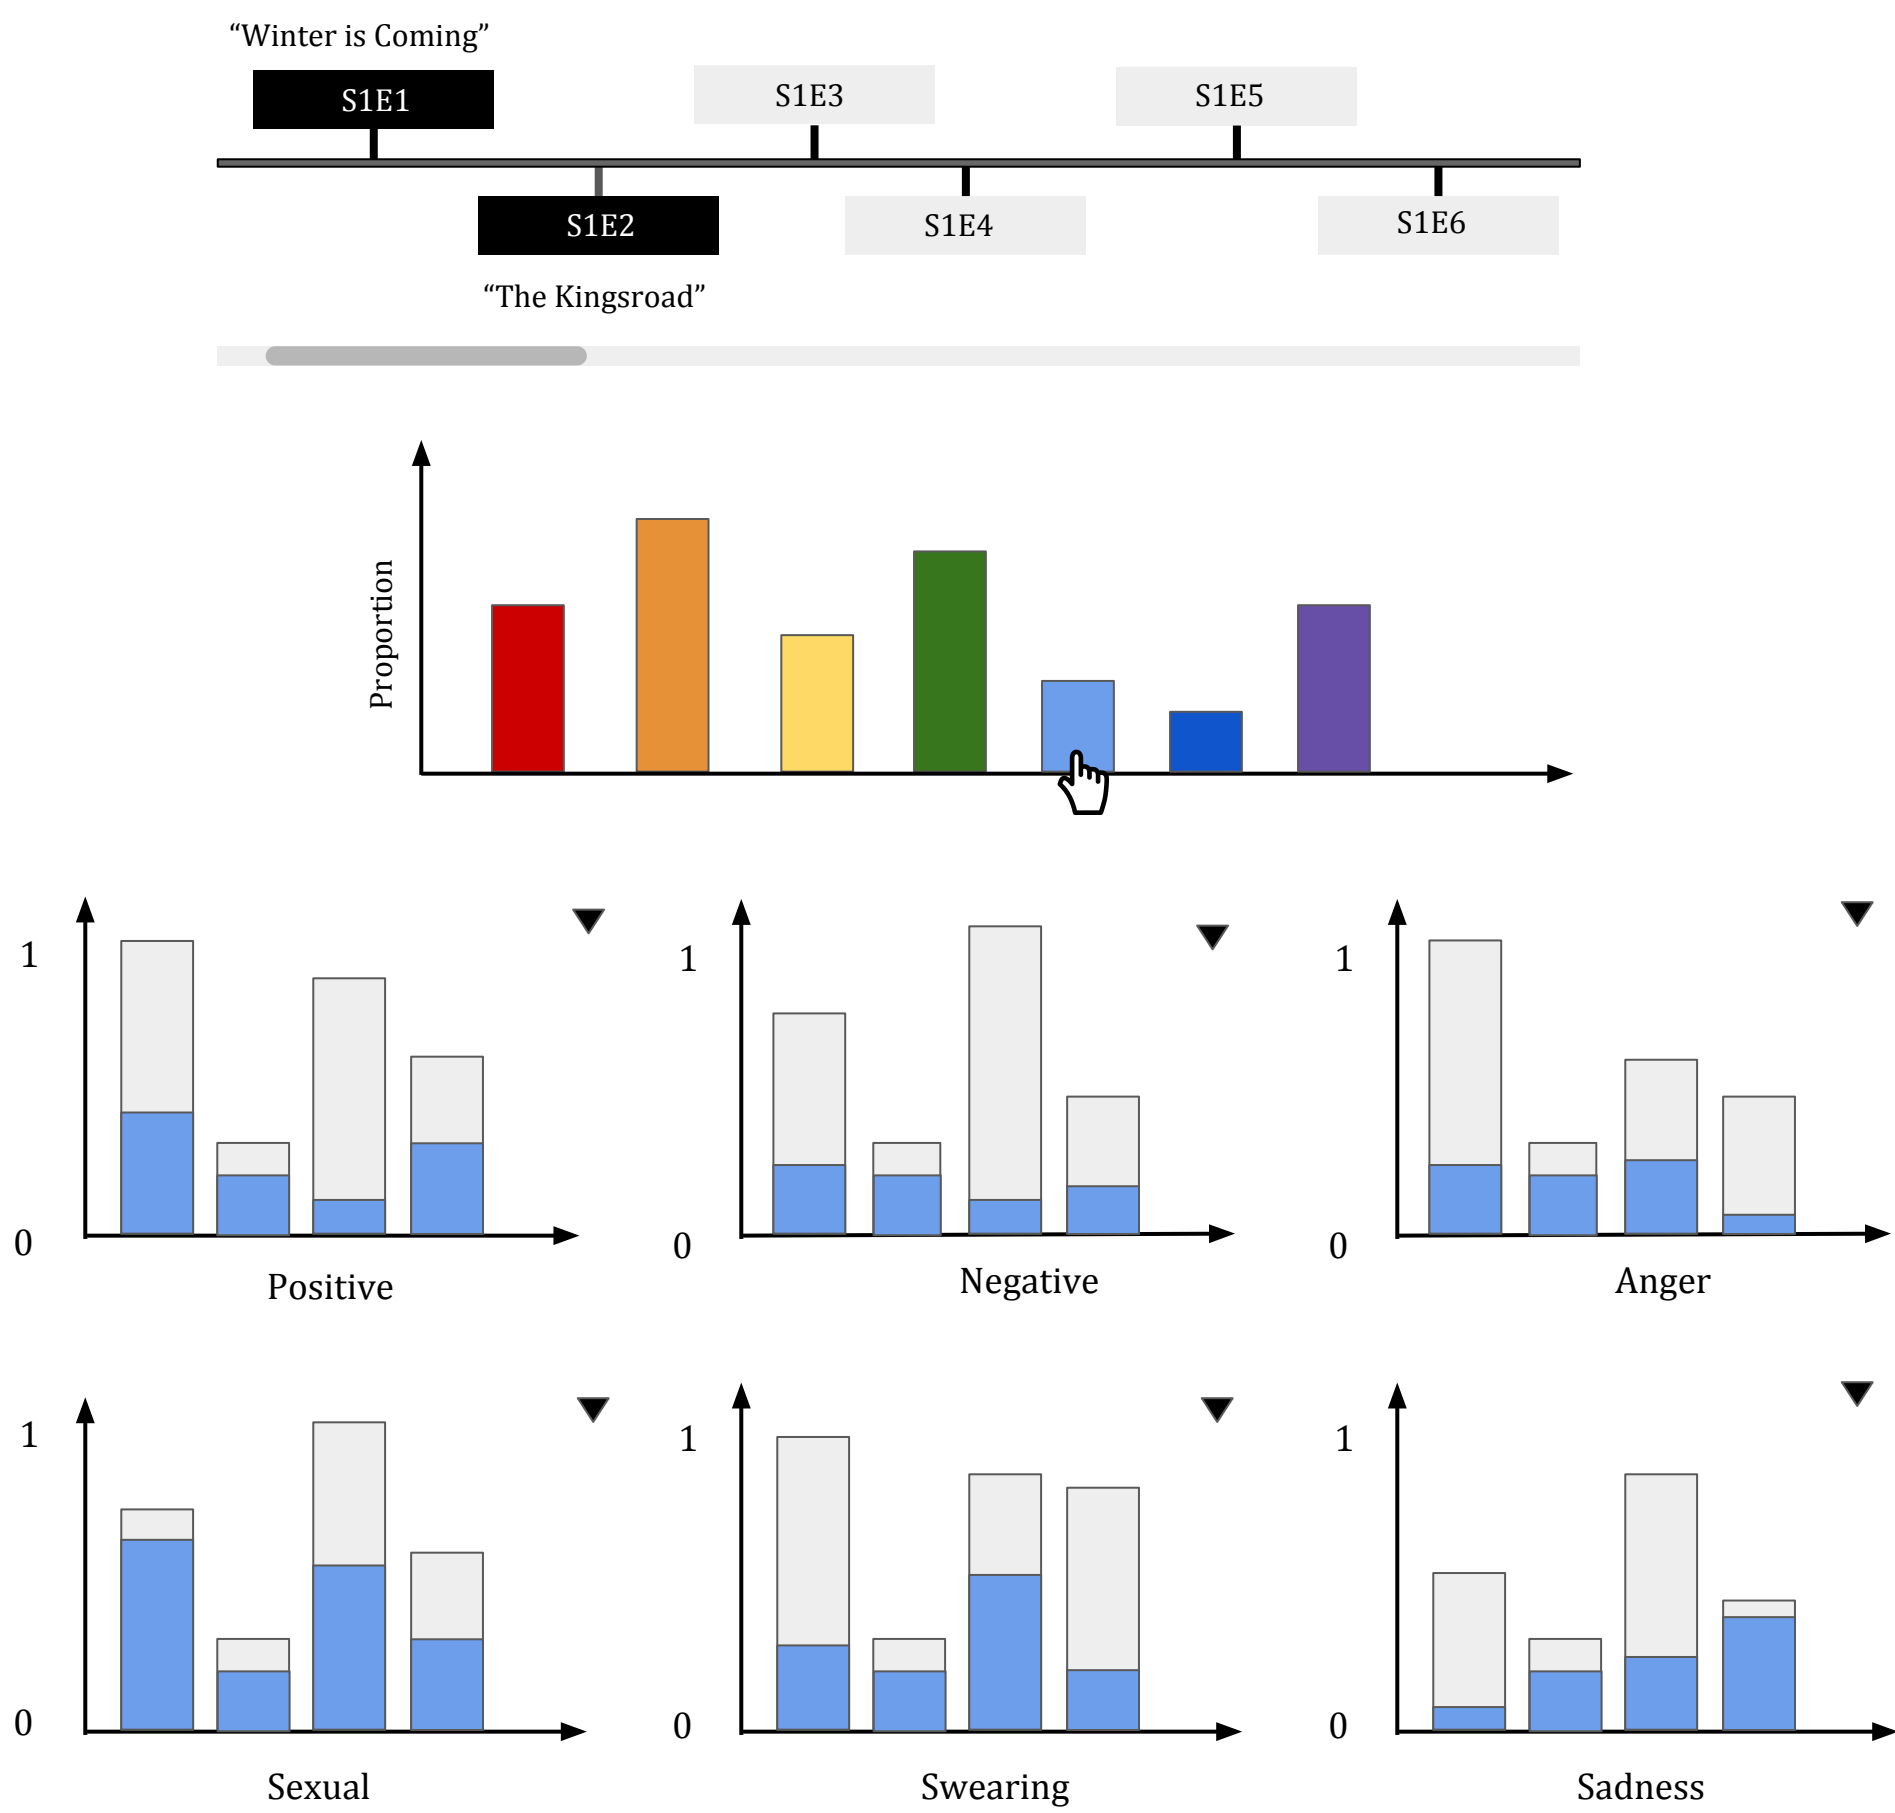 “Winter is Coming”
S1E1
S1E3
S1E5
S1E2
S1E4
S1E6
“The Kingsroad”
Proportion
1
0
Positive
1
0
Negative
1
0
Anger
1
0
Sexual
1
0
Swearing
1
0
Sadness